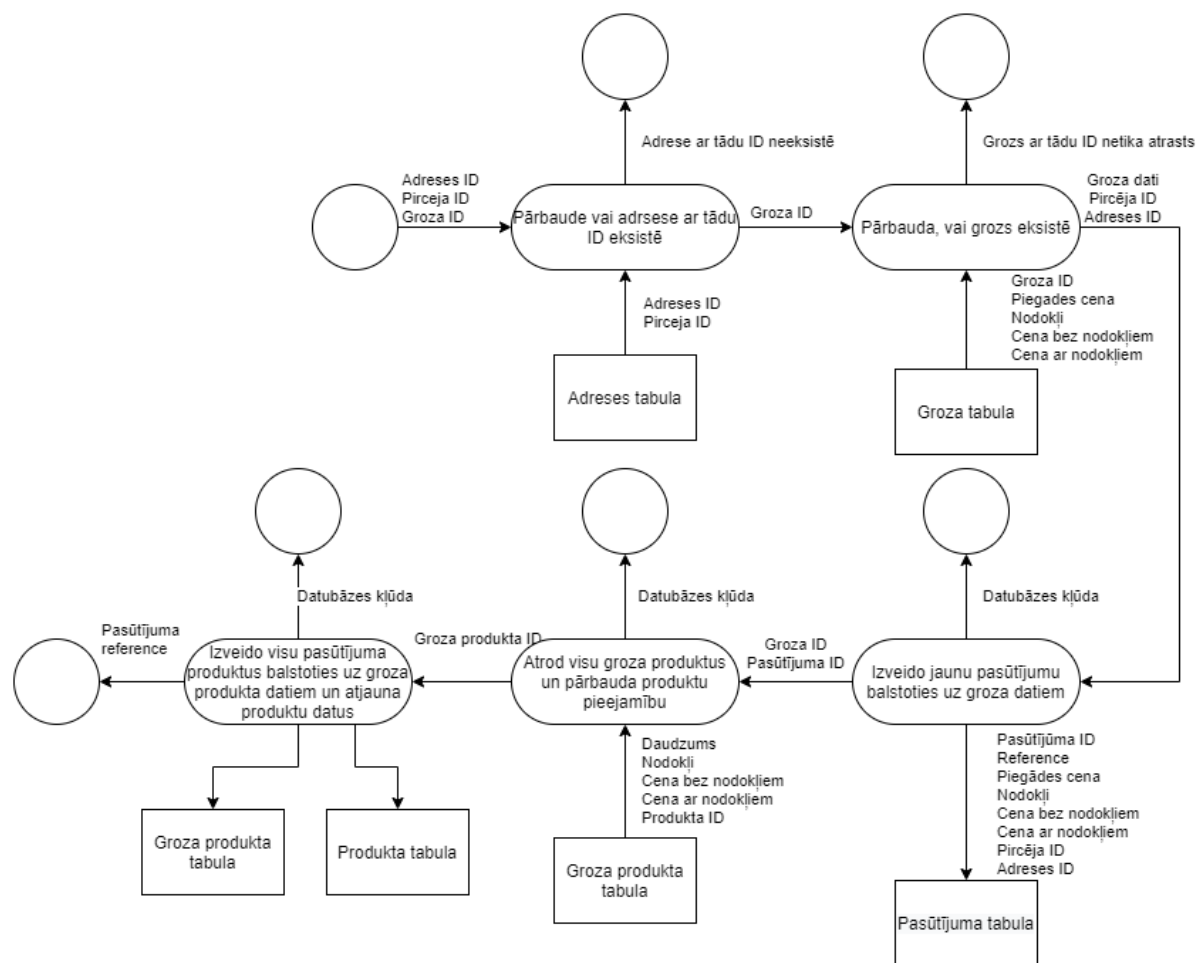 Adrese ar tādu ID neeksistē
Grozs ar tādu ID netika atrasts
Adreses ID
Pirceja ID
Groza ID
Pārbaude vai adrsese ar tādu
ID eksistē
Groza ID
Pārbauda, vai grozs eksistē
Groza dati
Pircēja ID
Adreses ID
Adreses ID
Pirceja ID
Groza ID
Piegades cena
Nodokļi
Cena bez nodokļiem
Cena ar nodokļiem
Adreses tabula
Groza tabula
Datubāzes kļūda
Datubāzes kļūda
Datubāzes kļūda
Pasūtījuma
reference
Izveido visu pasūtījuma
produktus balstoties uz groza
produkta datiem un atjauna
produktu datus
Groza produkta ID
Atrod visu groza produktus
un pārbauda produktu
pieejamību
Groza ID
Pasūtījuma ID
Izveido jaunu pasūtījumu
balstoties uz groza datiem
Daudzums
Nodokļi
Cena bez nodokļiem
Cena ar nodokļiem
Produkta ID
Pasūtījūma ID
Reference
Piegādes cena
Nodokļi
Cena bez nodokļiem
Cena ar nodokļiem
Pircēja ID
Adreses ID
Groza produkta
tabula
Produkta tabula
Groza produkta
tabula
Pasūtījuma tabula